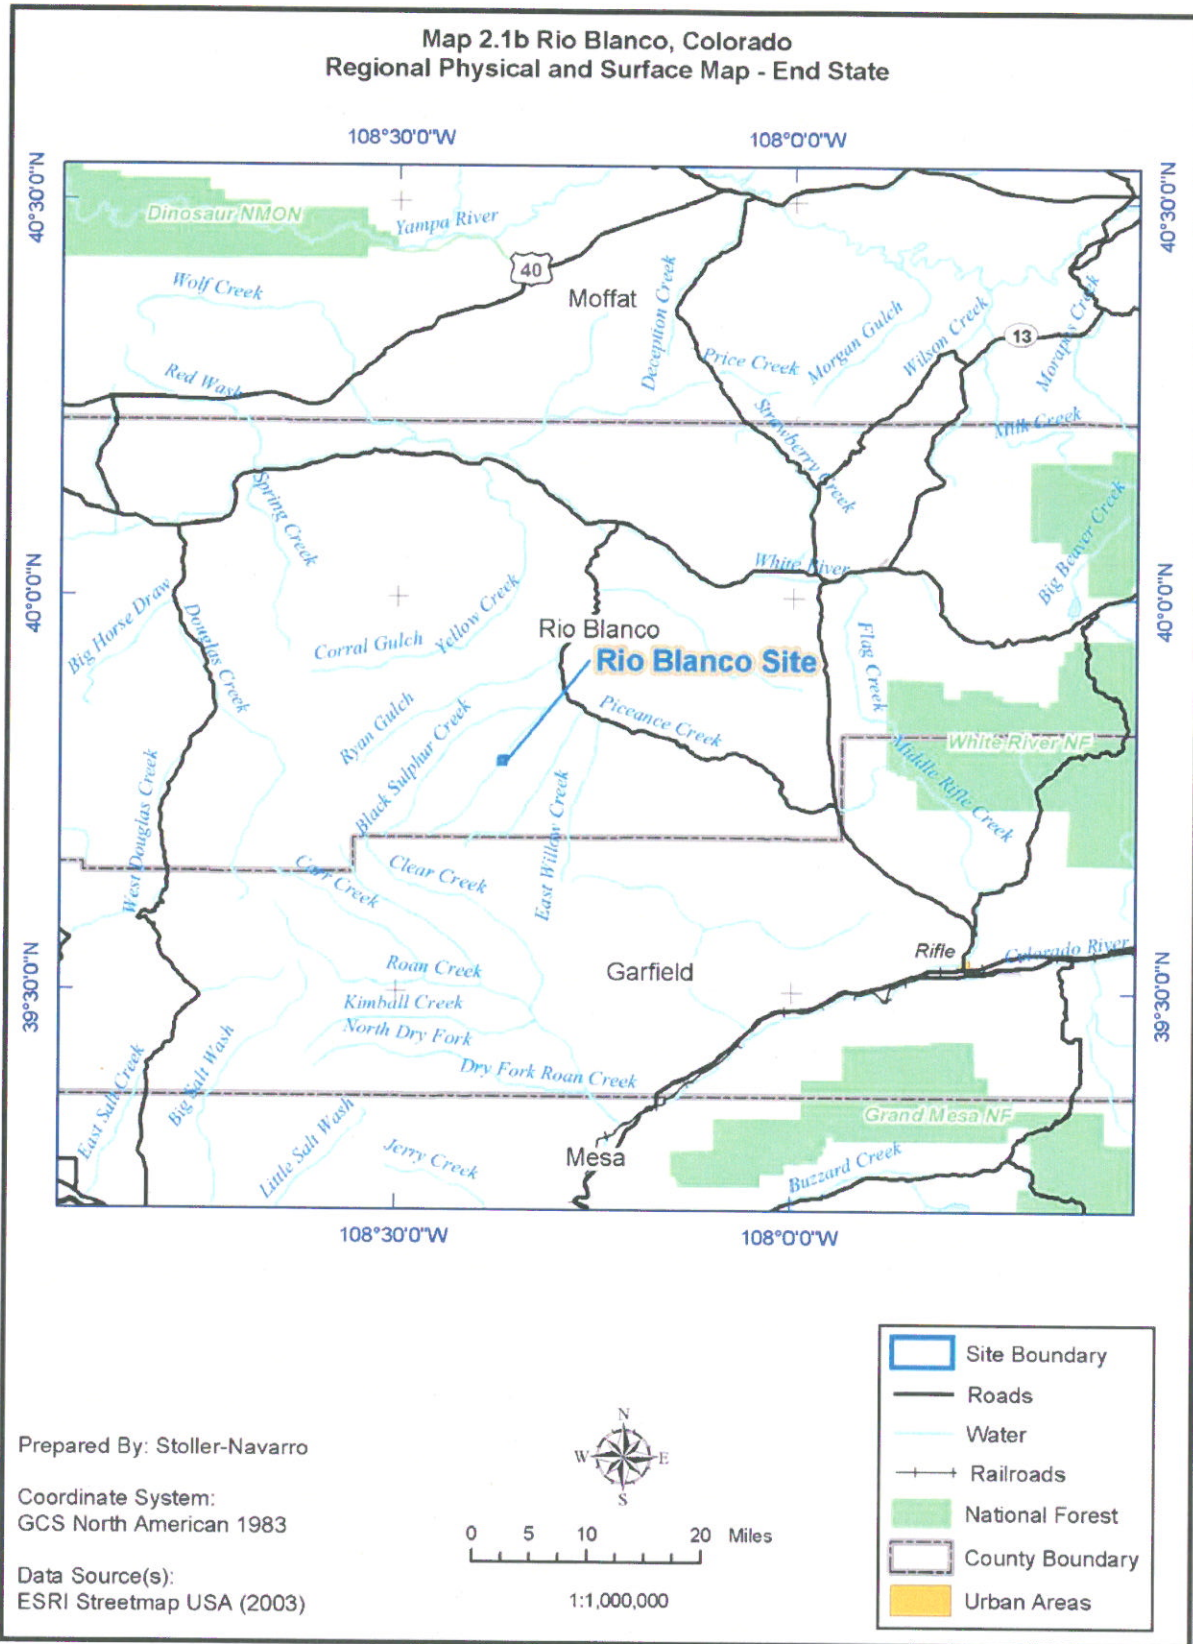 Map 2.1b Rio Blanco, Colorado
Regional Physical and Surface Map - End State
108°30'0"W
108°0'0"W
40°30'0"N
40°30'0"N
Dinosaur NMON
Yampa River
40
Wolf Creek
Moffat
Deception Creek
Morgan Gulch
Wilson Creek
13
Morapos Creek
Price Creek
Red Wash
Strawberry Creek
Milk Creek
Spring Creek
Big Beaver Creek
White River
40°0'0"N
40°0'0"N
Big Horse Draw
Douglas Creek
Corral Gulch
Yellow Creek
Rio Blanco
Rio Blanco Site
Flag Creek
Ryan Gulch
Black Sulphur Creek
Piceance Creek
White River NF
Middle Rifle Creek
West Douglas Creek
East Willow Creek
Carr Creek
Clear Creek
Roan Creek
Garfield
Rifle
Colorado River
39°30'0"N
39°30'0"N
Kimball Creek
North Dry Fork
Dry Fork Roan Creek
East Salt Creek
Big Salt Wash
Little Salt Wash
Jerry Creek
Mesa
Grand Mesa NF
Buzzard Creek
108°30'0"W
108°0'0"W
Site Boundary
Roads
Water
Railroads
National Forest
County Boundary
Urban Areas
N
W
E
S
Prepared By: Stoller-Navarro
Coordinate System:
GCS North American 1983
Data Source(s):
ESRI Streetmap USA (2003)
0 5 10 20 Miles
1:1,000,000